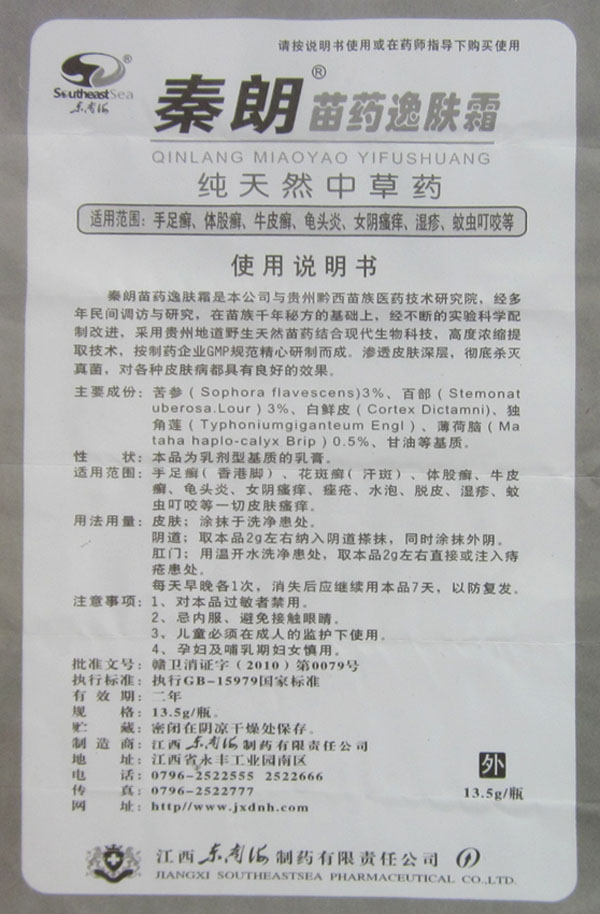 请按说明书使用或在药师指导下购买使用
SoutheastSea
东南海
秦朗® 苗药逸肤霜
QINLANG MIAOYAO YIFUSHUANG
纯天然中草药
适用范围：手足癣、体股癣、牛皮癣、龟头炎、女阴瘙痒、湿疹、蚊虫叮咬等
使用说明书
秦朗苗药逸肤霜是本公司与贵州黔西苗族医药技术研究院，经多
年民间调访与研究，在苗族千年秘方的基础上，经不断的实验科学配
制改进，采用贵州地道野生天然苗药结合现代生物科技，高度浓缩提
取技术，按制药企业GMP规范精心研制而成。渗透皮肤深层，彻底杀灭
真菌，对各种皮肤病都具有良好的效果。
主要成份：苦参（Sophora flavescens)3%、百部（Stemonat
uberosa.Lour）3%、白鲜皮（Cortex Dictamni)、独
角莲（Typhoniumgiganteum Engl）、薄荷脑（Ma
taha haplo-calyx Brip）0.5%、甘油等基质。
性 状：本品为乳剂型基质的乳膏。
适用范围：手足癣（香港脚）、花斑癣（汗斑）、体股癣、牛皮
癣、龟头炎、女阴瘙痒、痤疮、水泡、脱皮、湿疹、蚊
虫叮咬等一切皮肤瘙痒。
用法用量：皮肤；涂抹于洗净患处。
阴道；取本品2g左右纳入阴道搽抹，同时涂抹外阴。
肛门；用温开水洗净患处，取本品2g左右直接或注入痔
疮患处。
每天早晚各1次，消失后应继续用本品7天，以防复发。
注意事项：1、对本品过敏者禁用。
2、忌内服、避免接触眼睛。
3、儿童必须在成人的监护下使用。
4、孕妇及哺乳期妇女慎用。
批准文号：赣卫消证字（2010）第0079号
执行标准：执行GB-15979国家标准
有 效 期：二年
规 格：13.5g/瓶。
贮 藏：密闭在阴凉干燥处保存。
制 造 商：江西东南海制药有限责任公司
地 址：江西省永丰工业园南区
电 话：0796-2522555 2522666
传 真：0796-2522777
网 址：http//www.jxdnh.com
外
13.5g/瓶
江西东南海制药有限责任公司
JIANGXI SOUTHEASTSEA PHARMACEUTICAL CO.,LTD.